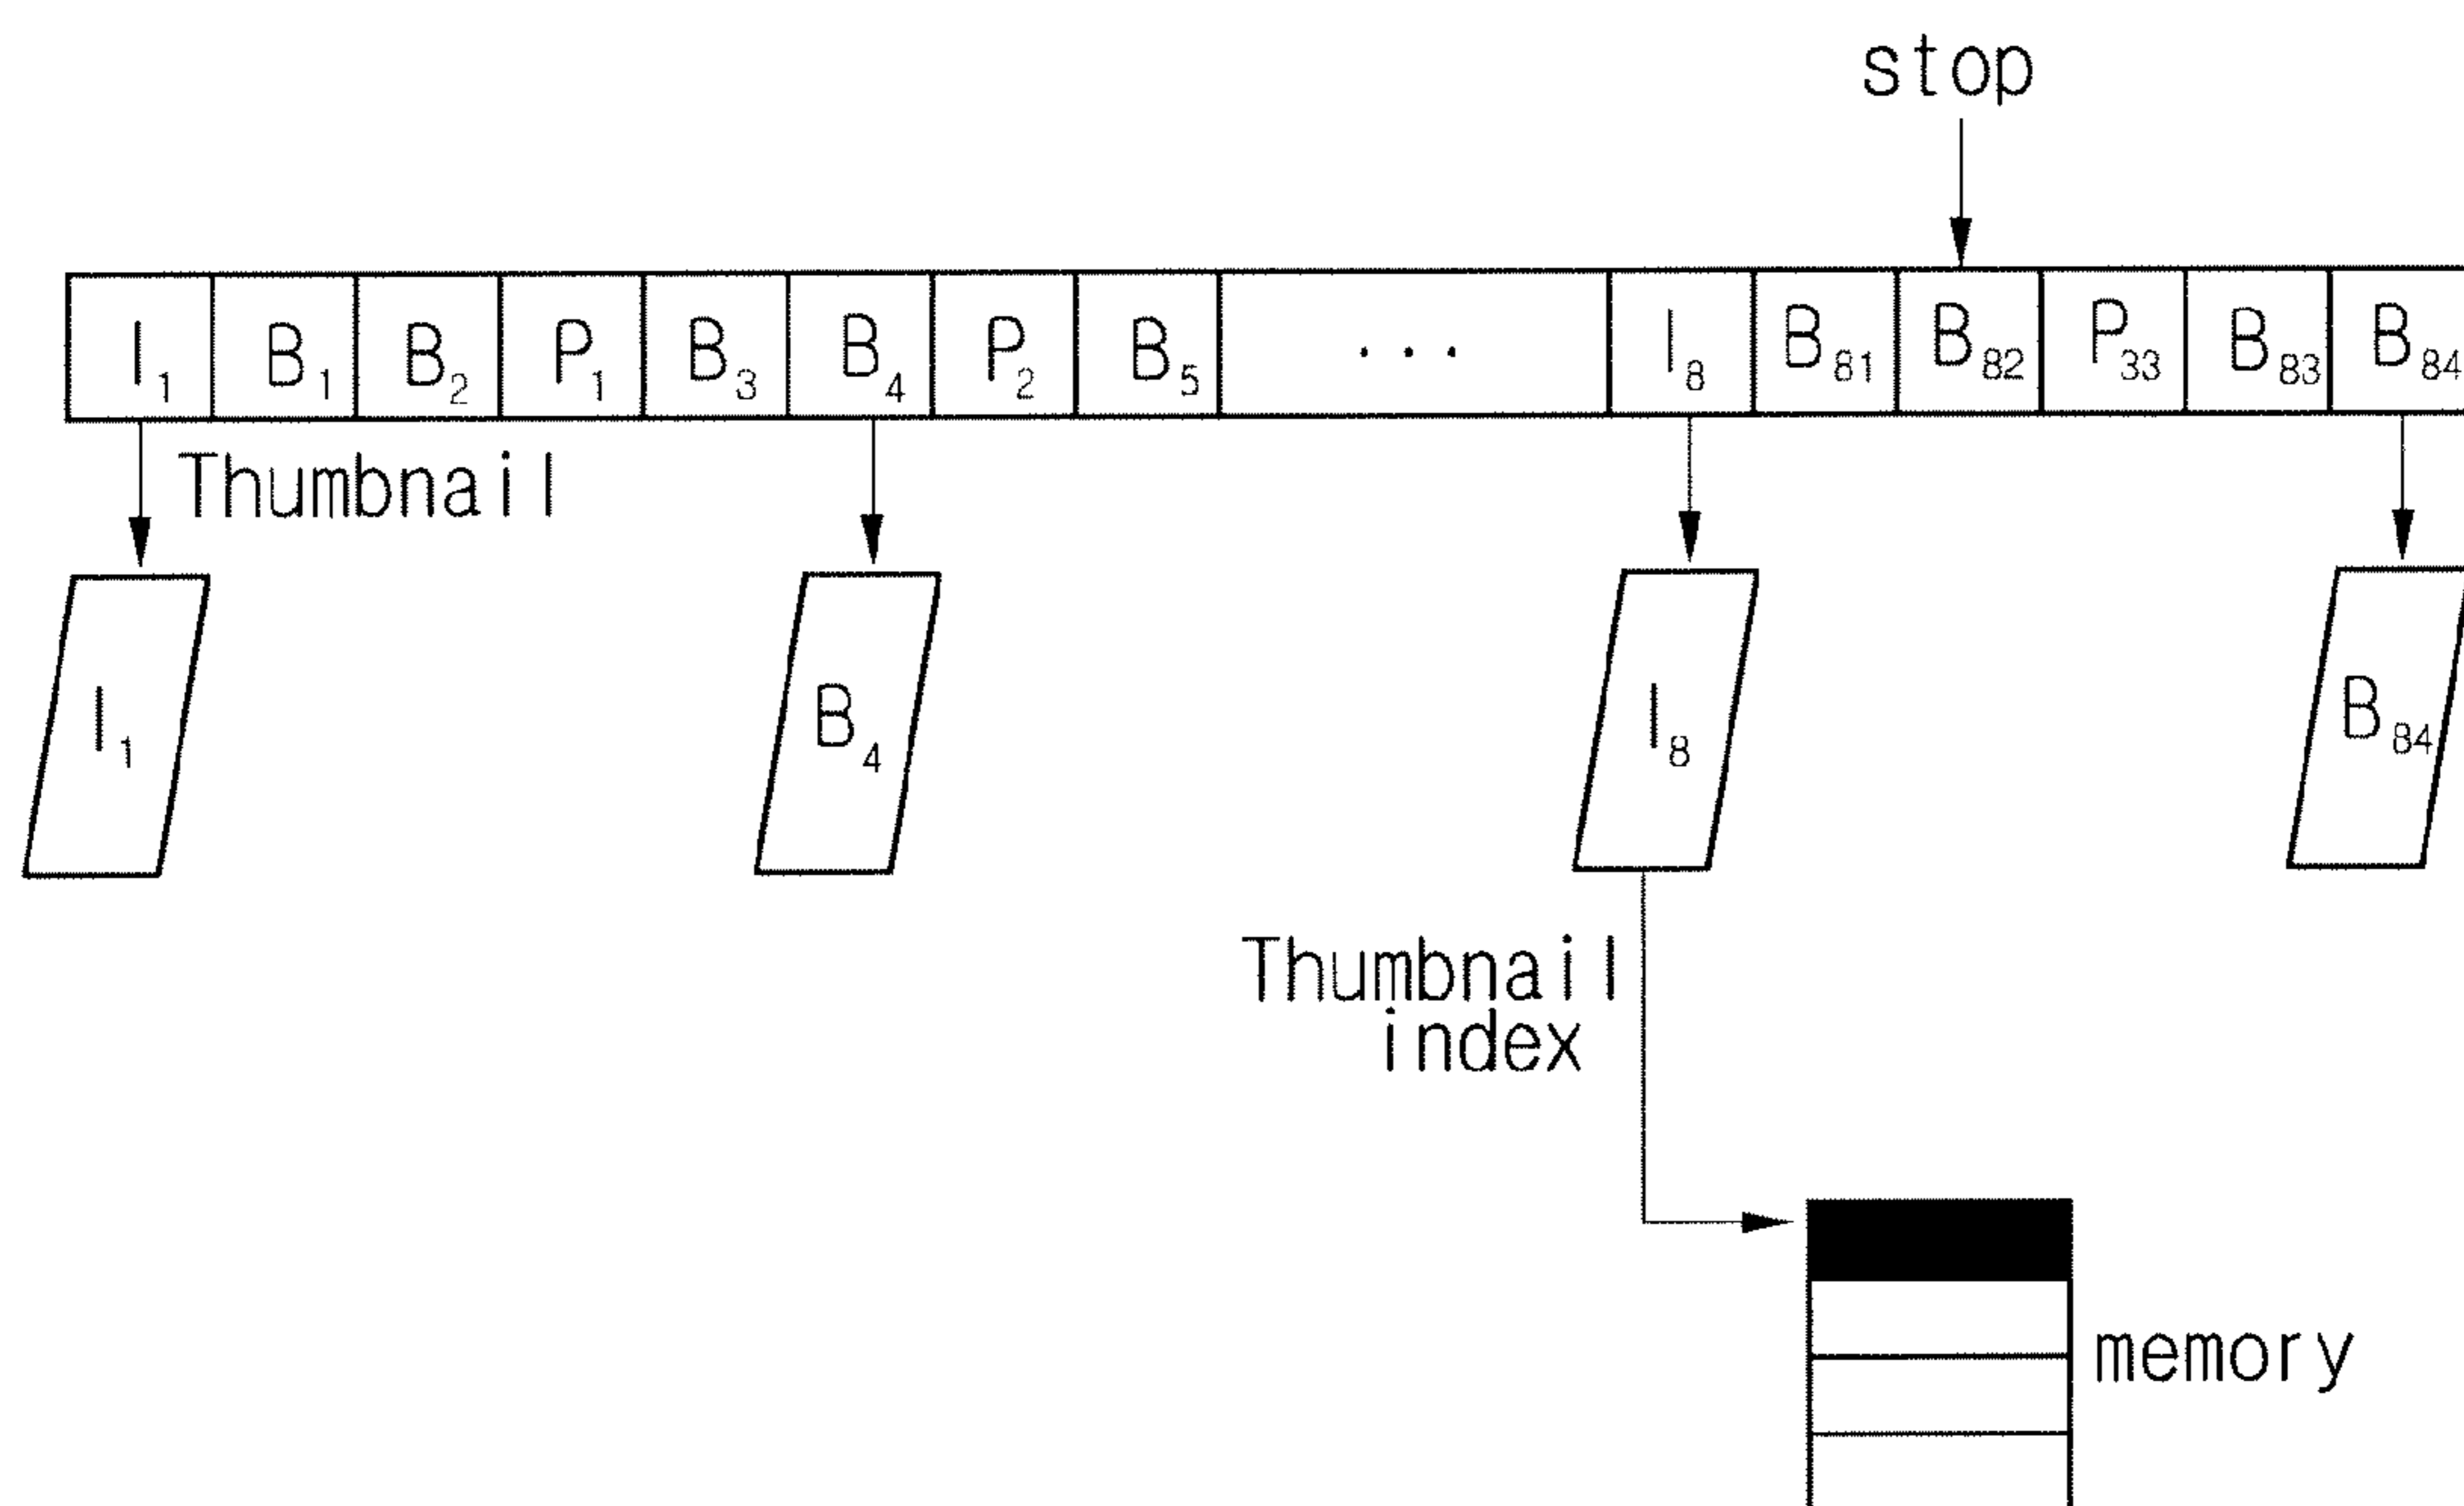 stop
I₁ B₁ B₂ P₁ B₃ B₄ P₂ B₅ ... I₈ B₈₁ B₈₂ P₃₃ B₈₃ B₈₄
Thumbnail
I₁ B₄ I₈ B₈₄
Thumbnail
index
memory